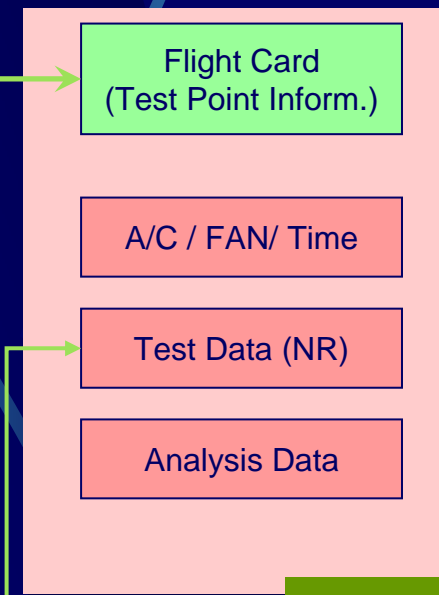 Flight Card
(Test Point Inform.)
A/C / FAN/ Time
Test Data (NR)
Analysis Data